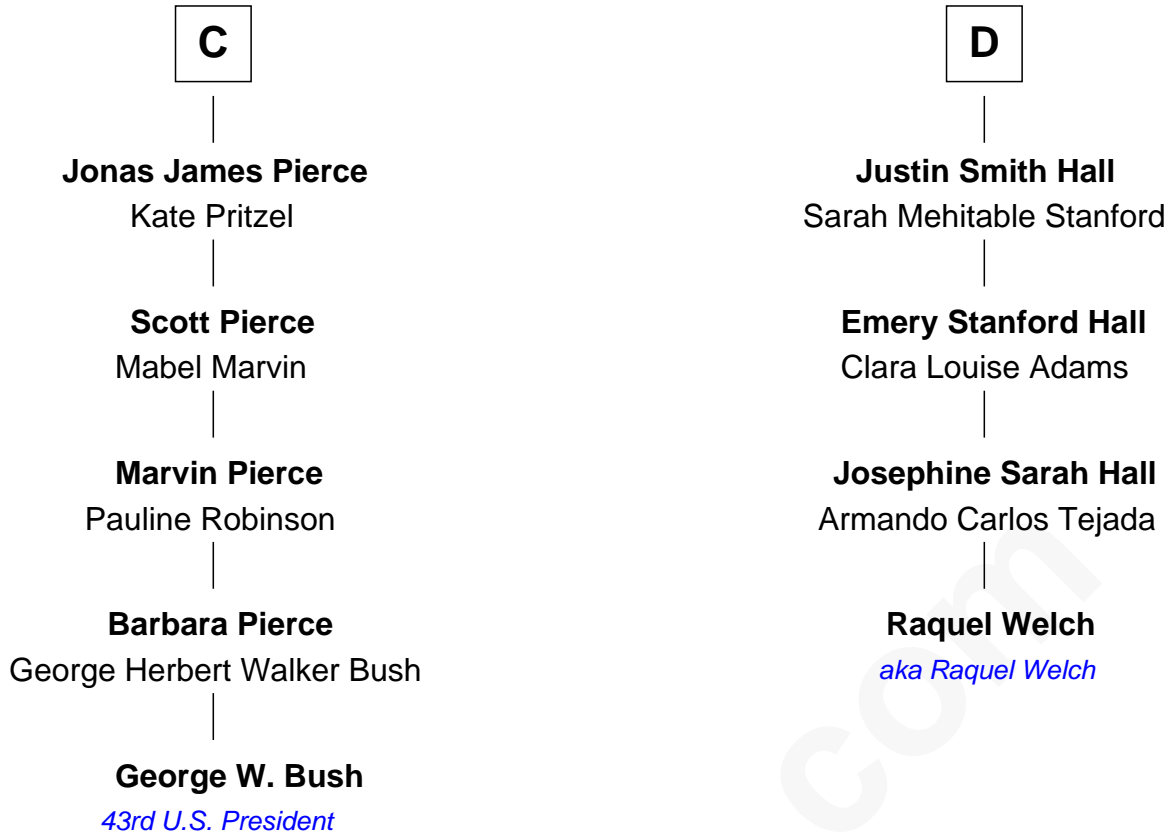 C
Jonas James Pierce
Kate Pritzel
Scott Pierce
Mabel Marvin
Marvin Pierce
Pauline Robinson
Barbara Pierce
George Herbert Walker Bush
George W. Bush
43rd U.S. President
D
Justin Smith Hall
Sarah Mehitable Stanford
Emery Stanford Hall
Clara Louise Adams
Josephine Sarah Hall
Armando Carlos Tejada
Raquel Welch
aka Raquel Welch
com